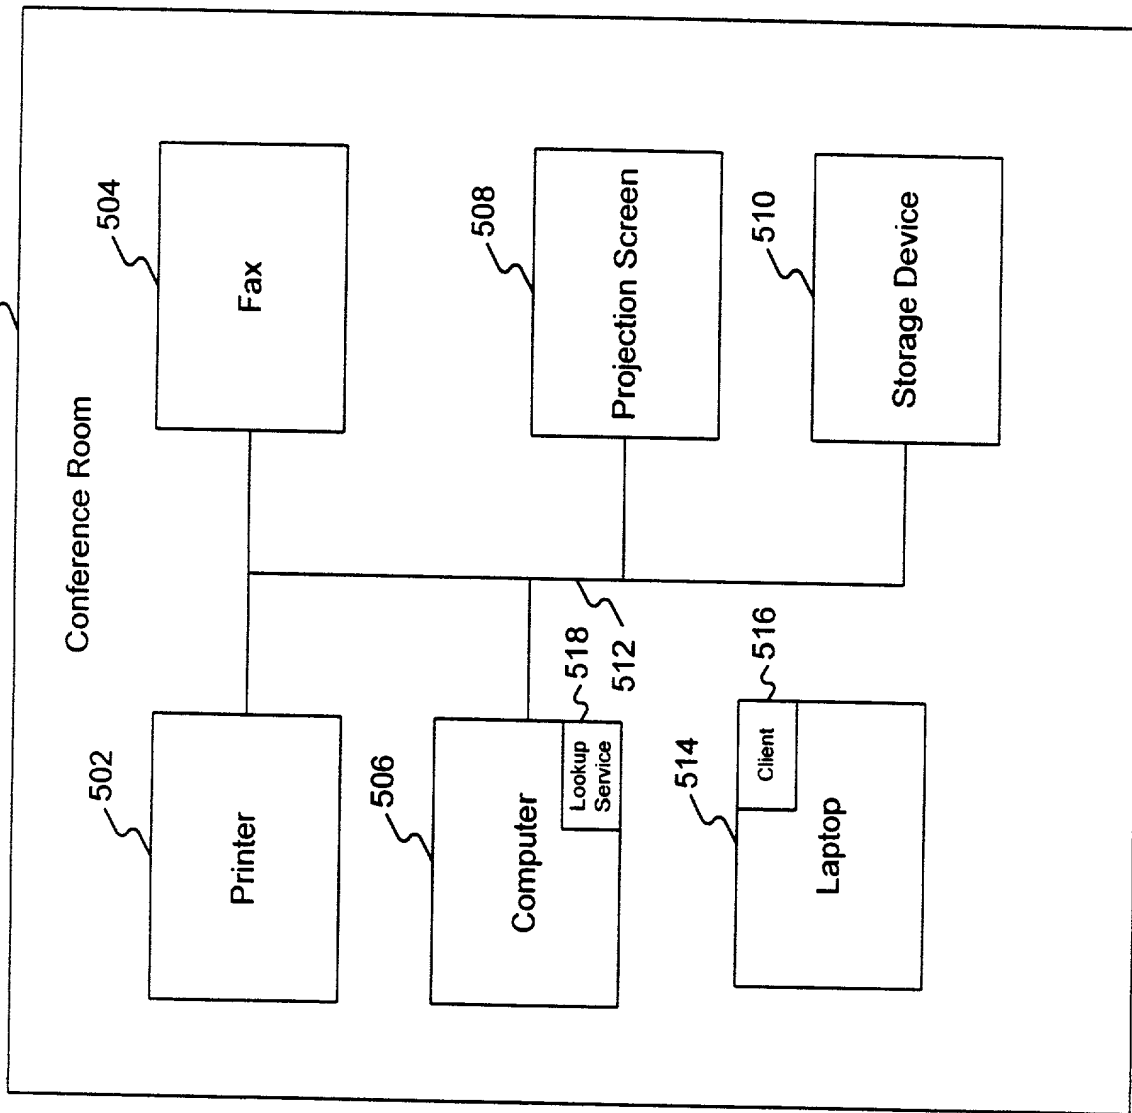 Conference Room
502
Printer
504
Fax
506
Computer
Lookup
Service
518
512
508
Projection Screen
514
Client
516
Laptop
510
Storage Device